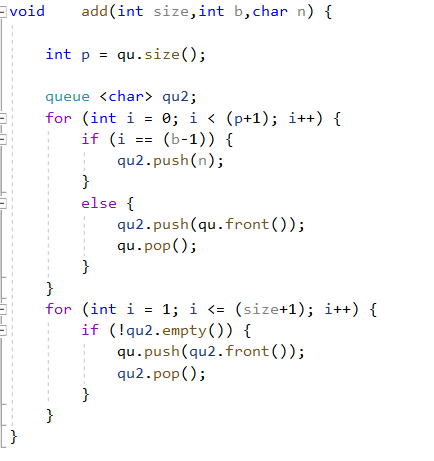 void    add(int size,int b,char n) {
    int p = qu.size();
    queue <char> qu2;
    for (int i = 0; i < (p+1); i++) {
        if (i == (b-1)) {
            qu2.push(n);
        }
        else {
            qu2.push(qu.front());
            qu.pop();
        }
    }
    for (int i = 1; i <= (size+1); i++) {
        if (!qu2.empty()) {
            qu.push(qu2.front());
            qu2.pop();
        }
    }
}